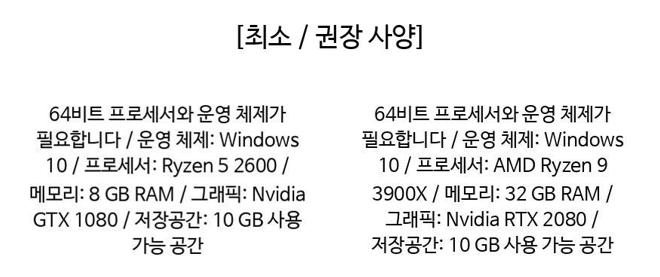 [최소 / 권장 사양]
64비트 프로세서와 운영 체제가
필요합니다 / 운영 체제: Windows
10 / 프로세서: Ryzen 5 2600 /
메모리: 8 GB RAM / 그래픽: Nvidia
GTX 1080 / 저장공간: 10 GB 사용
가능 공간
64비트 프로세서와 운영 체제가
필요합니다 / 운영 체제: Windows
10 / 프로세서: AMD Ryzen 9
3900X / 메모리: 32 GB RAM /
그래픽: Nvidia RTX 2080 /
저장공간: 10 GB 사용 가능 공간